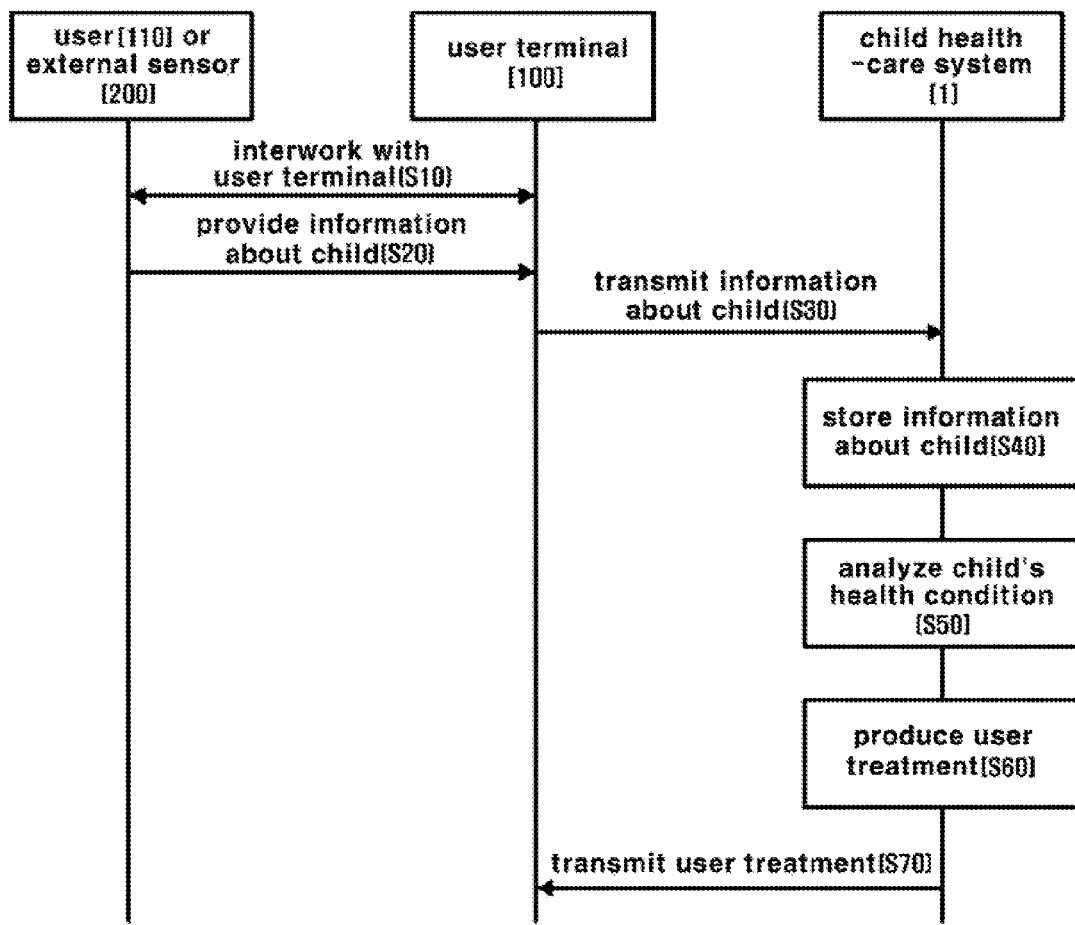 user[110] or
external sensor
[200]
user terminal
[100]
child health
-care system
[1]
interwork with
user terminal(S10)
provide information
about child(S20)
transmit information
about child(S30)
store information
about child(S40)
analyze child's
health condition
(S50)
produce user
treatment(S60)
transmit user treatment(S70)